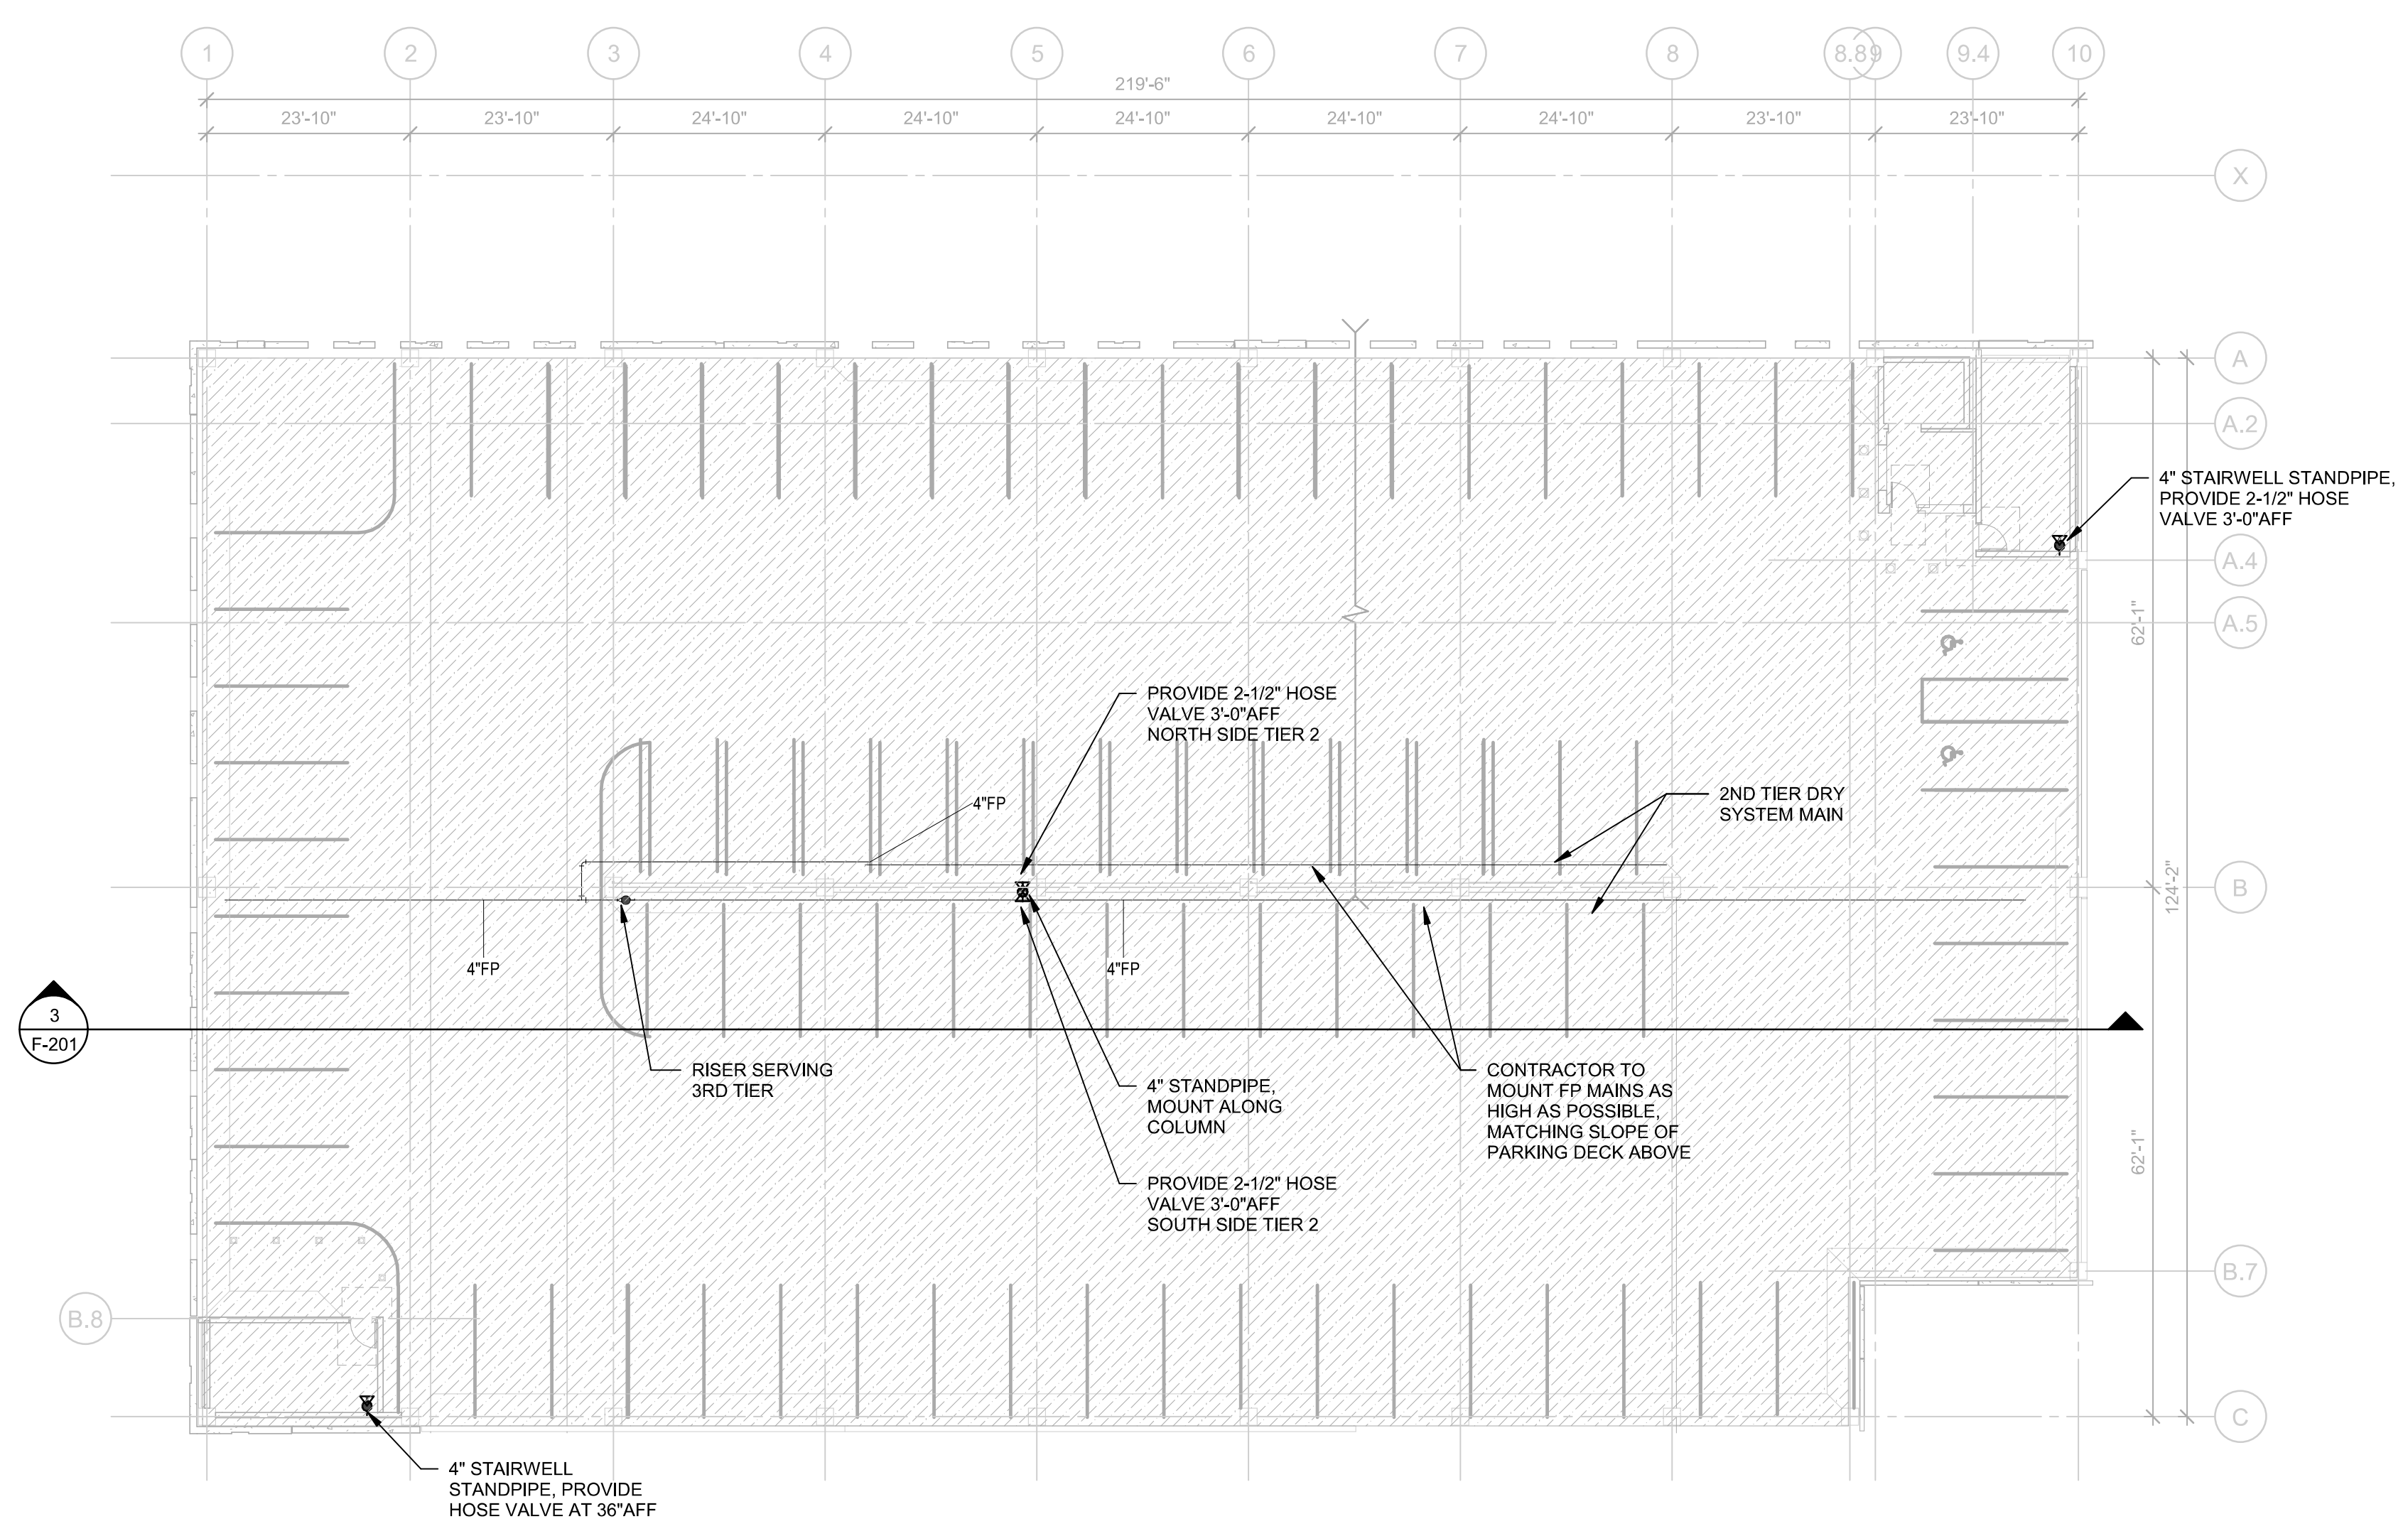 1
2
3
4
5
6
7
8
8.8
9
9.4
10
219'-6"
23'-10"
23'-10"
24'-10"
24'-10"
24'-10"
24'-10"
24'-10"
23'-10"
23'-10"
X
A
A.2
4" STAIRWELL STANDPIPE,
PROVIDE 2-1/2" HOSE
VALVE 3'-0"AFF
A.4
A.5
62'-1"
PROVIDE 2-1/2" HOSE
VALVE 3'-0"AFF
NORTH SIDE TIER 2
4"FP
2ND TIER DRY
SYSTEM MAIN
B
124'-2"
4"FP
4"FP
3
F-201
RISER SERVING
3RD TIER
4" STANDPIPE,
MOUNT ALONG
COLUMN
CONTRACTOR TO
MOUNT FP MAINS AS
HIGH AS POSSIBLE,
MATCHING SLOPE OF
PARKING DECK ABOVE
62'-1"
PROVIDE 2-1/2" HOSE
VALVE 3'-0"AFF
SOUTH SIDE TIER 2
B.7
B.8
C
4" STAIRWELL
STANDPIPE, PROVIDE
HOSE VALVE AT 36"AFF